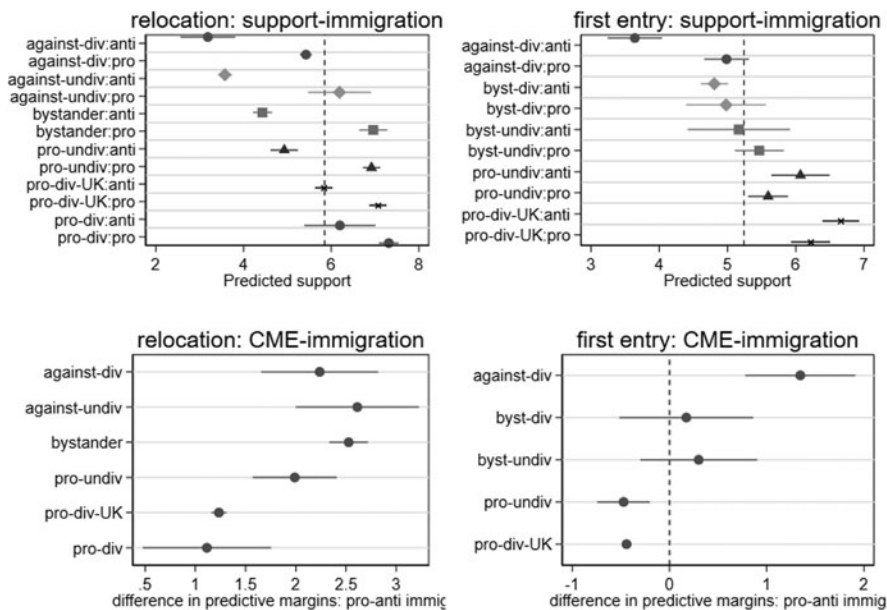 relocation: support-immigration
against-div:anti
against-div:pro
against-undiv:anti
against-undiv:pro
bystander:anti
bystander:pro
pro-undiv:anti
pro-undiv:pro
pro-div-UK:anti
pro-div-UK:pro
pro-div:anti
pro-div:pro
2 4 6 8
Predicted support
first entry: support-immigration
against-div:anti
against-div:pro
byst-div:anti
byst-div:pro
byst-undiv:anti
byst-undiv:pro
pro-undiv:anti
pro-undiv:pro
pro-div-UK:anti
pro-div-UK:pro
3 4 5 6 7
Predicted support
relocation: CME-immigration
against-div
against-undiv
bystander
pro-undiv
pro-div-UK
pro-div
.5 1 1.5 2 2.5 3
difference in predictive margins: pro-anti immig
first entry: CME-immigration
against-div
byst-div
byst-undiv
pro-undiv
pro-div-UK
-1 0 1 2
difference in predictive margins: pro-anti immig